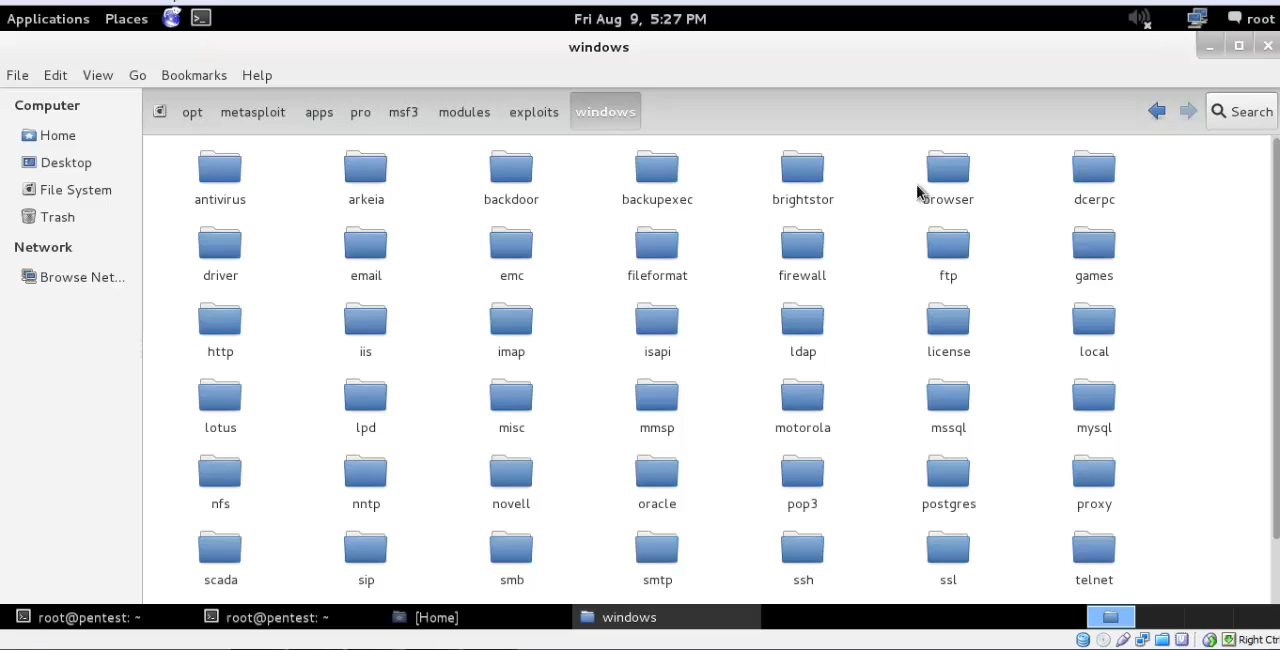 Applications Places Fri Aug 9, 5:27 PM root
windows
File Edit View Go Bookmarks Help
Computer
opt metasploit apps pro msf3 modules exploits windows Search
Home
Desktop
File System
Trash
Network
Browse Net...
antivirus arkeia backdoor backupexec brightstor browser dcerpc
driver email emc fileformat firewall ftp games
http iis imap isapi ldap license local
lotus lpd misc mmsp motorola mssql mysql
nfs nntp novell oracle pop3 postgres proxy
scada sip smb smtp ssh ssl telnet
root@pentest: ~ root@pentest: ~ [Home] windows
Right Ctr